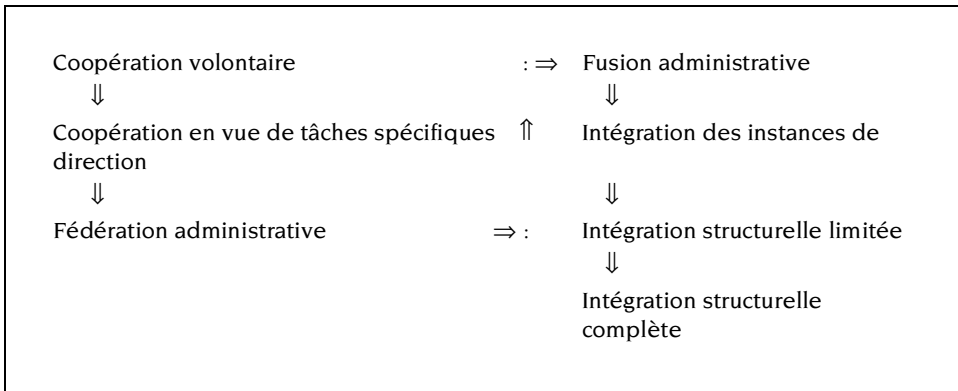 Coopération volontaire : ⇒ Fusion administrative
⇓ ⇓
Coopération en vue de tâches spécifiques ⇑ Intégration des instances de
direction
⇓ ⇓
Fédération administrative ⇒ : Intégration structurelle limitée
⇓
Intégration structurelle
complète